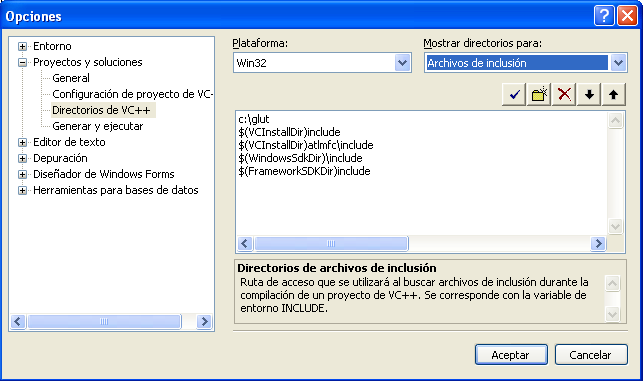 Opciones
Entorno
Proyectos y soluciones
General
Configuración de proyecto de VC-
Directorios de VC++
Generar y ejecutar
Editor de texto
Depuración
Diseñador de Windows Forms
Herramientas para bases de datos
Plataforma:
Win32
Mostrar directorios para:
Archivos de inclusión
c:\glut
$(VCInstallDir)include
$(VCInstallDir)atlmfc\include
$(WindowsSdkDir)\include
$(FrameworkSDKDir)include
Directorios de archivos de inclusión
Ruta de acceso que se utilizará al buscar archivos de inclusión durante la
compilación de un proyecto de VC++. Se corresponde con la variable de
entorno INCLUDE.
Aceptar
Cancelar